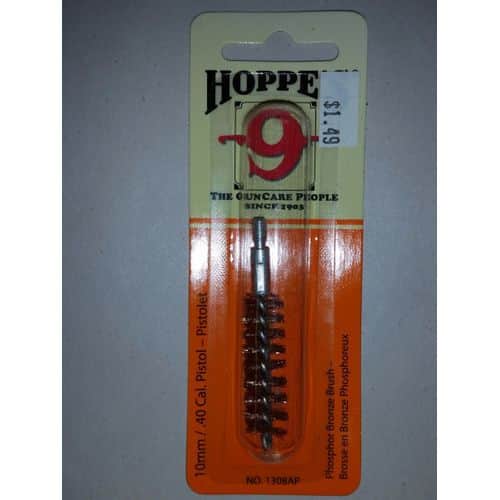 HOPPE
$1.49
9
THE GUNCARE PEOPLE
SINCE 1903
10mm / .40 Cal. Pistol – Pistolet
Phosphor Bronze Brush –
Brosse en Bronze Phosphoreux
NO. 1308AP